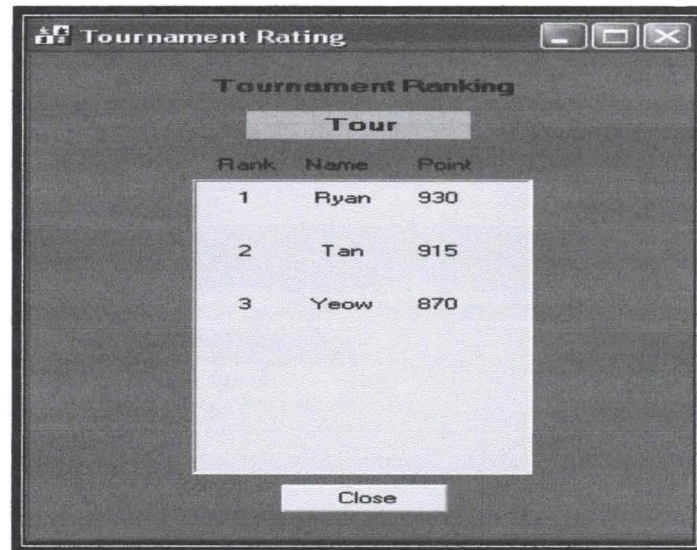 Tournament Rating
Tournament Ranking
Tour
Rank Name Point
1 Ryan 930
2 Tan 915
3 Yeow 870
Close